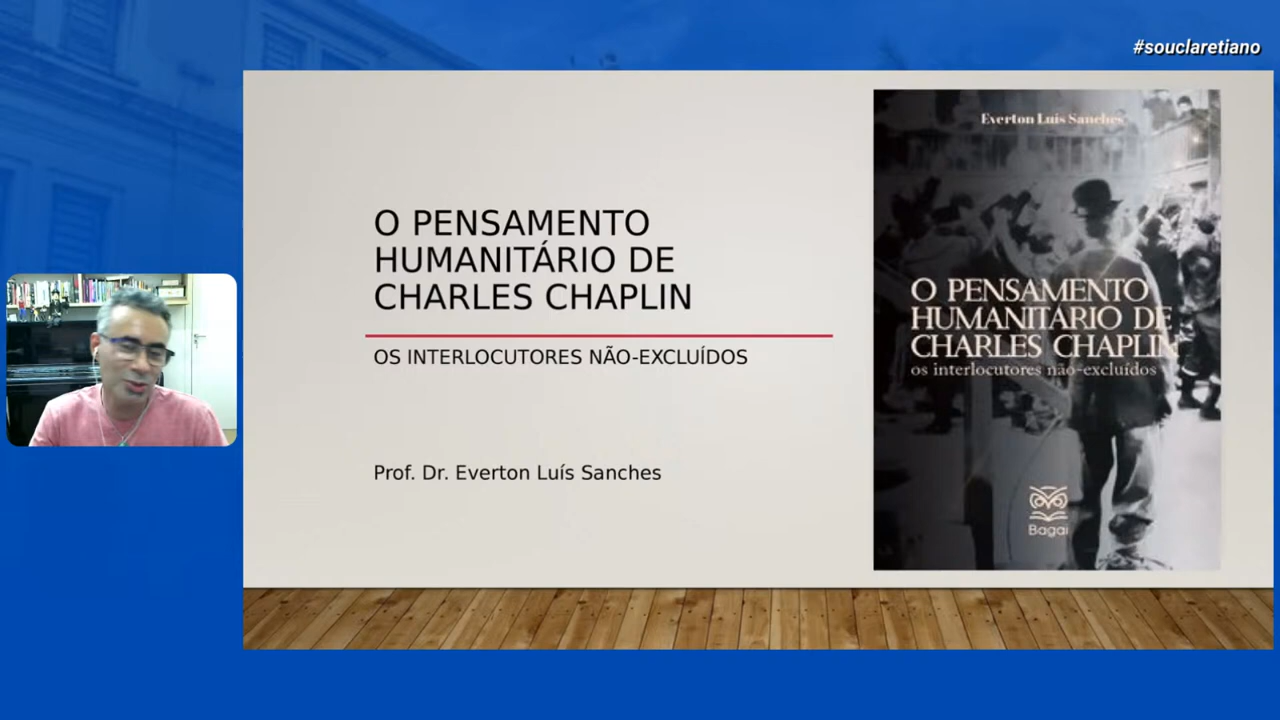 #souclaretiano
O PENSAMENTO
HUMANITÁRIO DE
CHARLES CHAPLIN
OS INTERLOCUTORES NÃO-EXCLUÍDOS
Prof. Dr. Everton Luís Sanches
Everton Luis Sanches
O PENSAMENTO
HUMANITÁRIO DE
CHARLES CHAPLIN
os interlocutores não-excluídos
Bagai